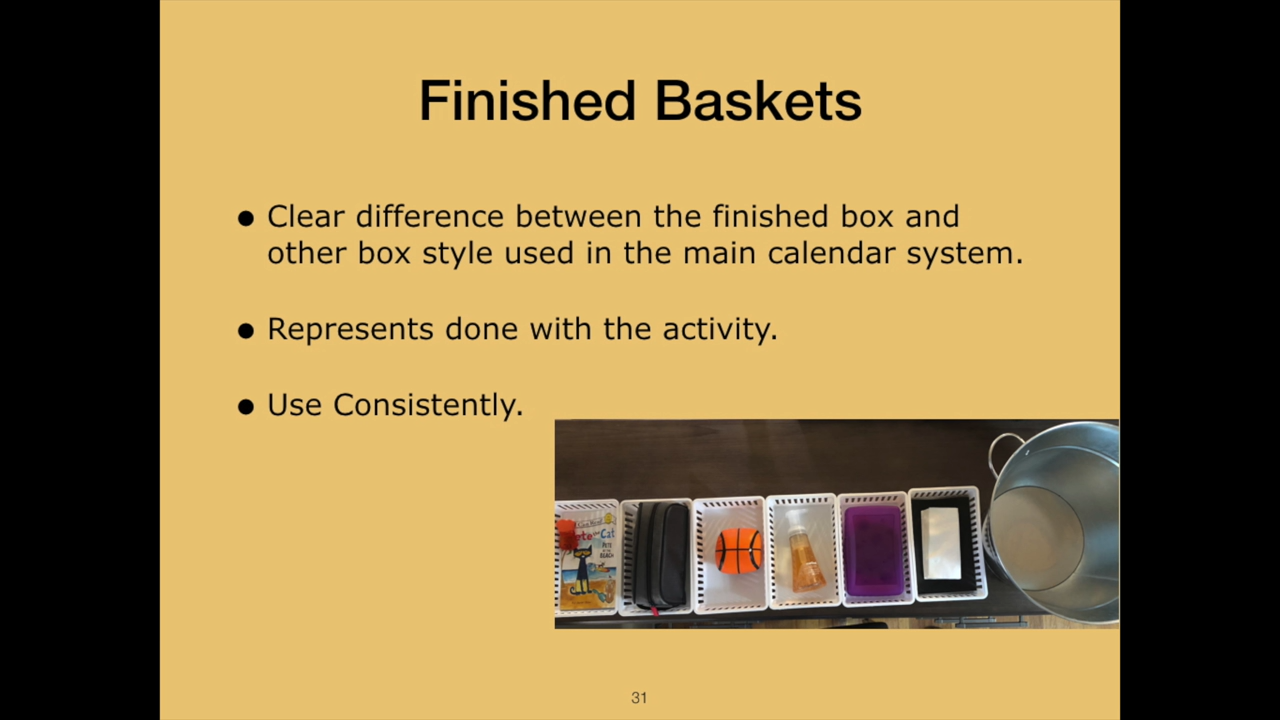 Finished Baskets
● Clear difference between the finished box and
other box style used in the main calendar system.
● Represents done with the activity.
● Use Consistently.
Cat
PETE
BEACH
31